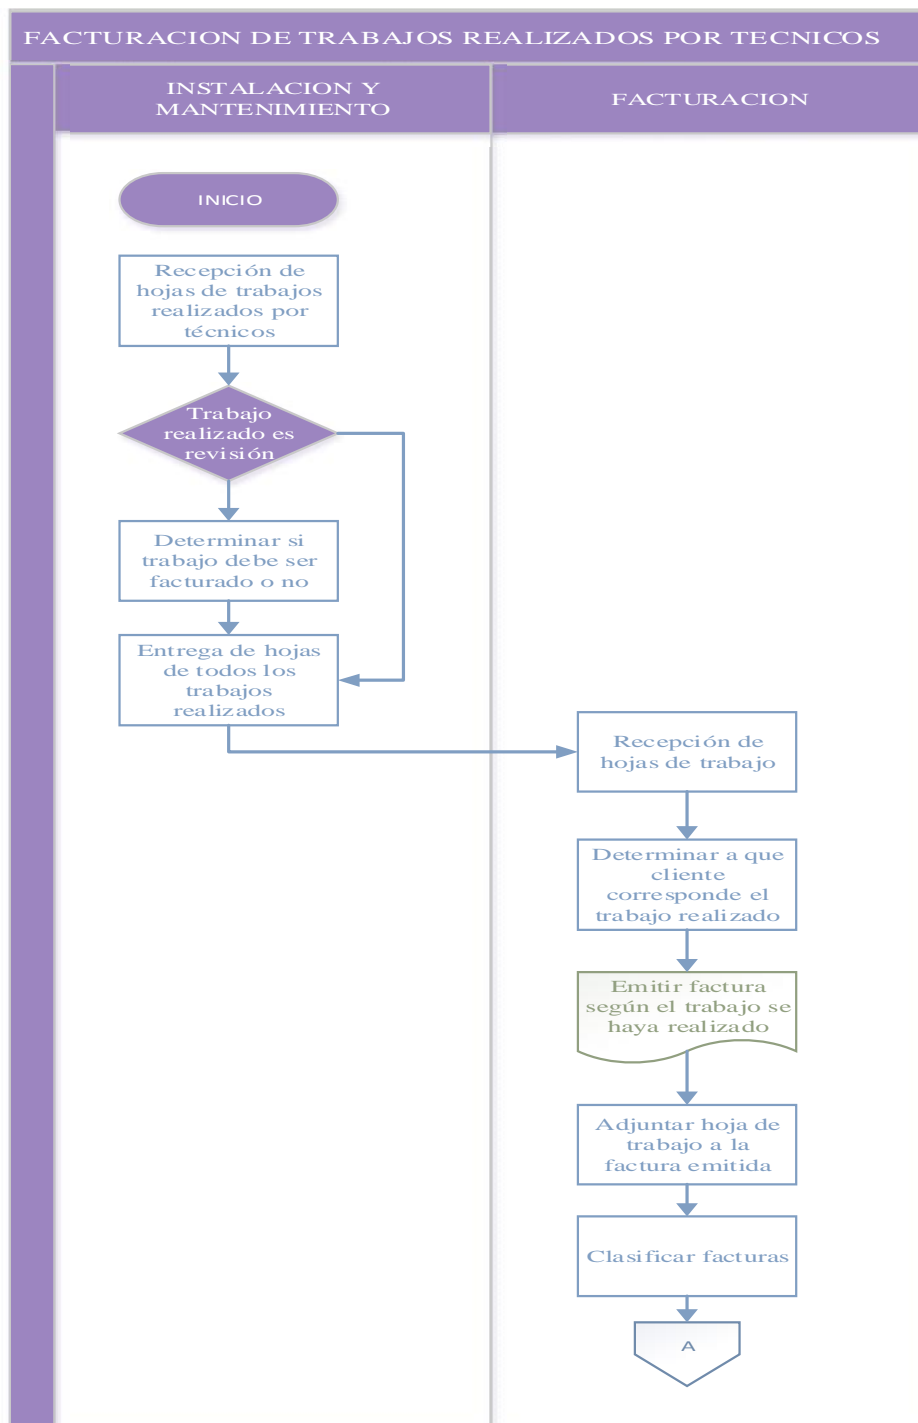 FACTURACION DE TRABAJOS REALIZADOS POR TECNICOS
INSTALACION Y
MANTENIMIENTO
FACTURACION
INICIO
Recepción de
hojas de trabajos
realizados por
técnicos
Trabajo
realizado es
revisión
Determinar si
trabajo debe ser
facturado o no
Entrega de hojas
de todos los
trabajos
realizados
Recepción de
hojas de trabajo
Determinar a que
cliente
corresponde el
trabajo realizado
Emitir factura
según el trabajo se
haya realizado
Adjuntar hoja de
trabajo a la
factura emitida
Clasificar facturas
A